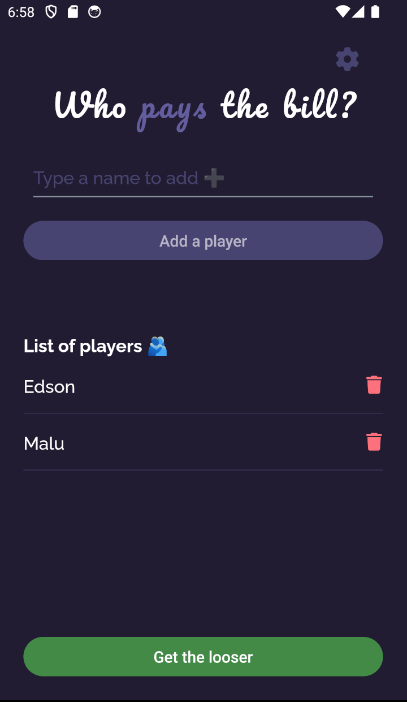 6:58
Who pays the bill?
Type a name to add ➕
Add a player
List of players 🫂
Edson
Malu
Get the looser